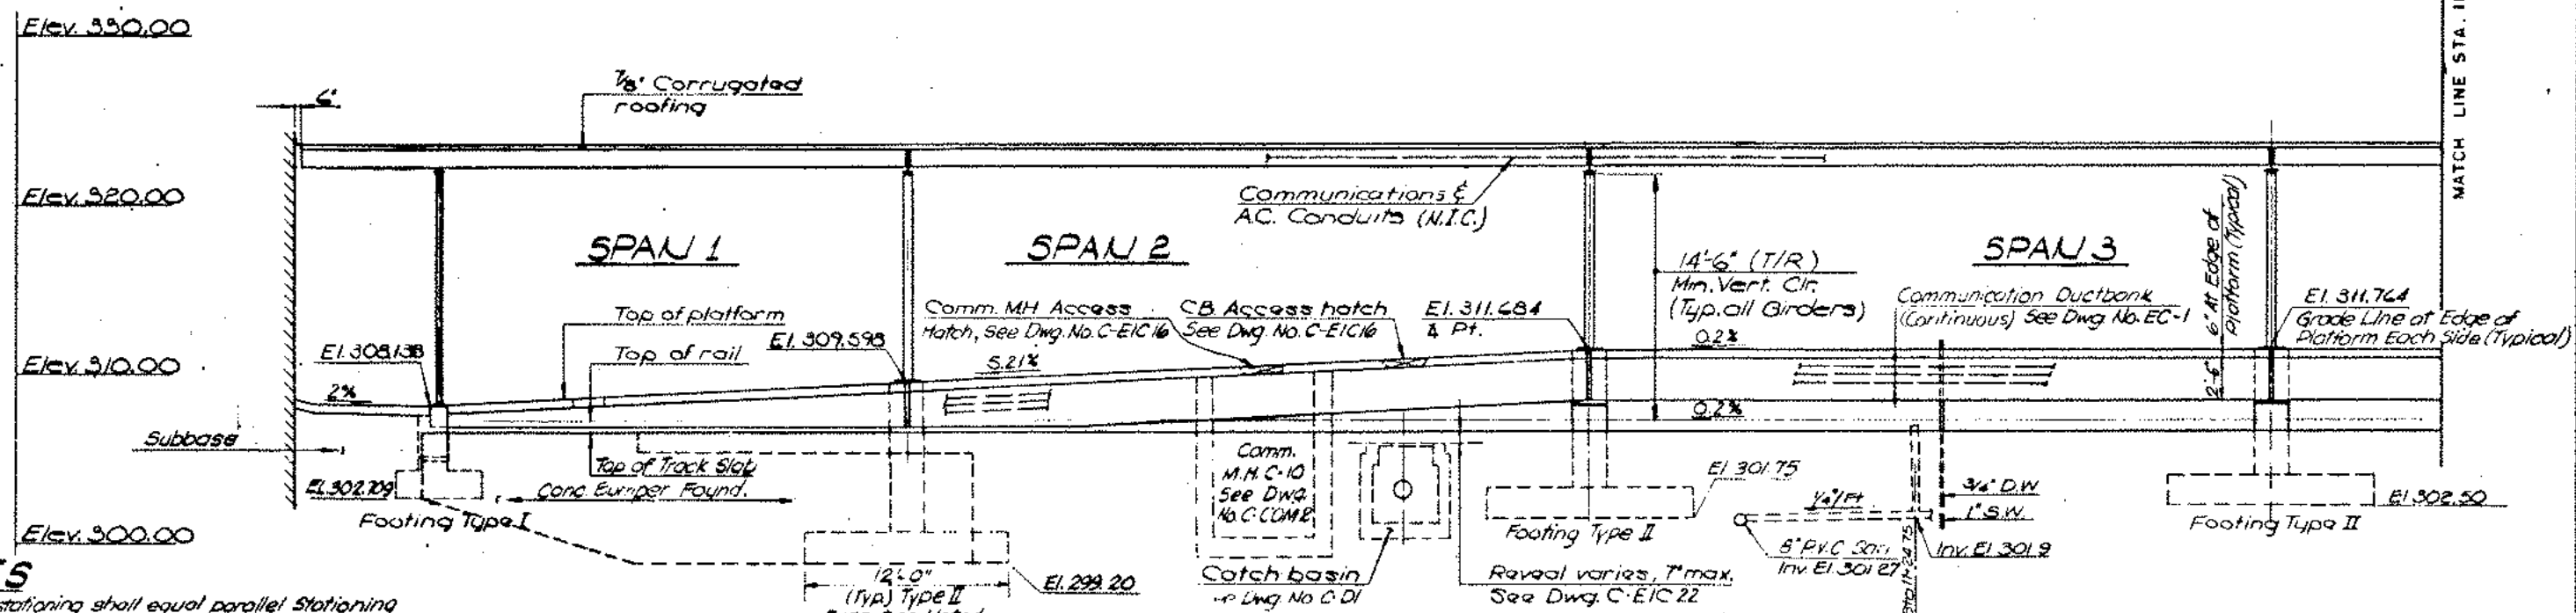 Elev. 330.00
6"
7/8" Corrugated
roofing
MATCH LINE STA.
Elev. 320.00
Communications &
A.C. Conduits (N.I.C.)
SPAN 1
SPAN 2
SPAN 3
14'-6" (T/R)
Min. Vert. Clr.
(Typ. all Girders)
2'-6" 6" At Edge of
Platform (Typical)
Top of platform
Top of rail
Comm. MH Access
Hatch, See Dwg. No. C-EIC16
CB Access hatch
See Dwg. No. C-EIC16
El. 311.684
Pt.
Communication Ductbank
(Continuous) See Dwg. No. EC-1
El. 311.764
Grade Line at Edge of
Platform Each Side (Typical)
El. 308.138
El. 309.593
Elev. 310.00
2%
5.21%
0.2%
0.2%
Subbase
Top of Track Slab
Conc. Bumper Found.
El. 302.709
Footing Type I
Comm.
M.H. C-10
See Dwg.
No. C-COM2
El 301.75
Footing Type II
1/4"/Ft
3/4" D.W.
1" S.W.
El 302.50
Footing Type II
Elev. 300.00
8" P.V.C San.
Inv. El 301.27
Inv. El 301.9
12'-0"
(Typ.) Type II
El. 299.20
Catch basin
Dwg. No C-D1
Reveal varies, 7" max.
See Dwg. C-EIC 22
stationing shall equal parallel Stationing